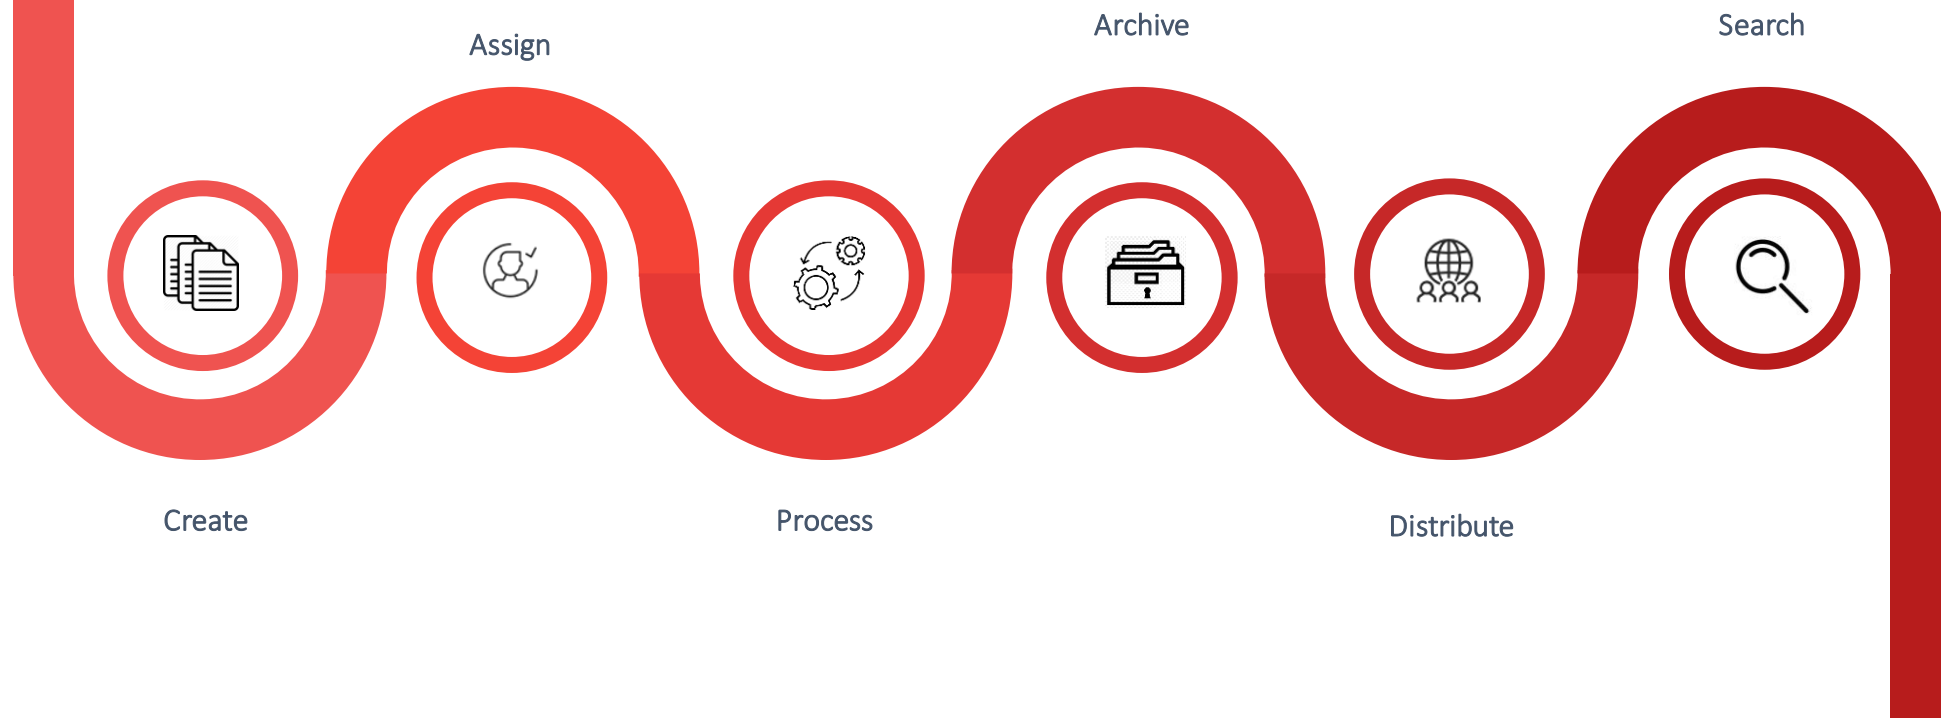 Create
Assign
Process
Archive
Distribute
Search